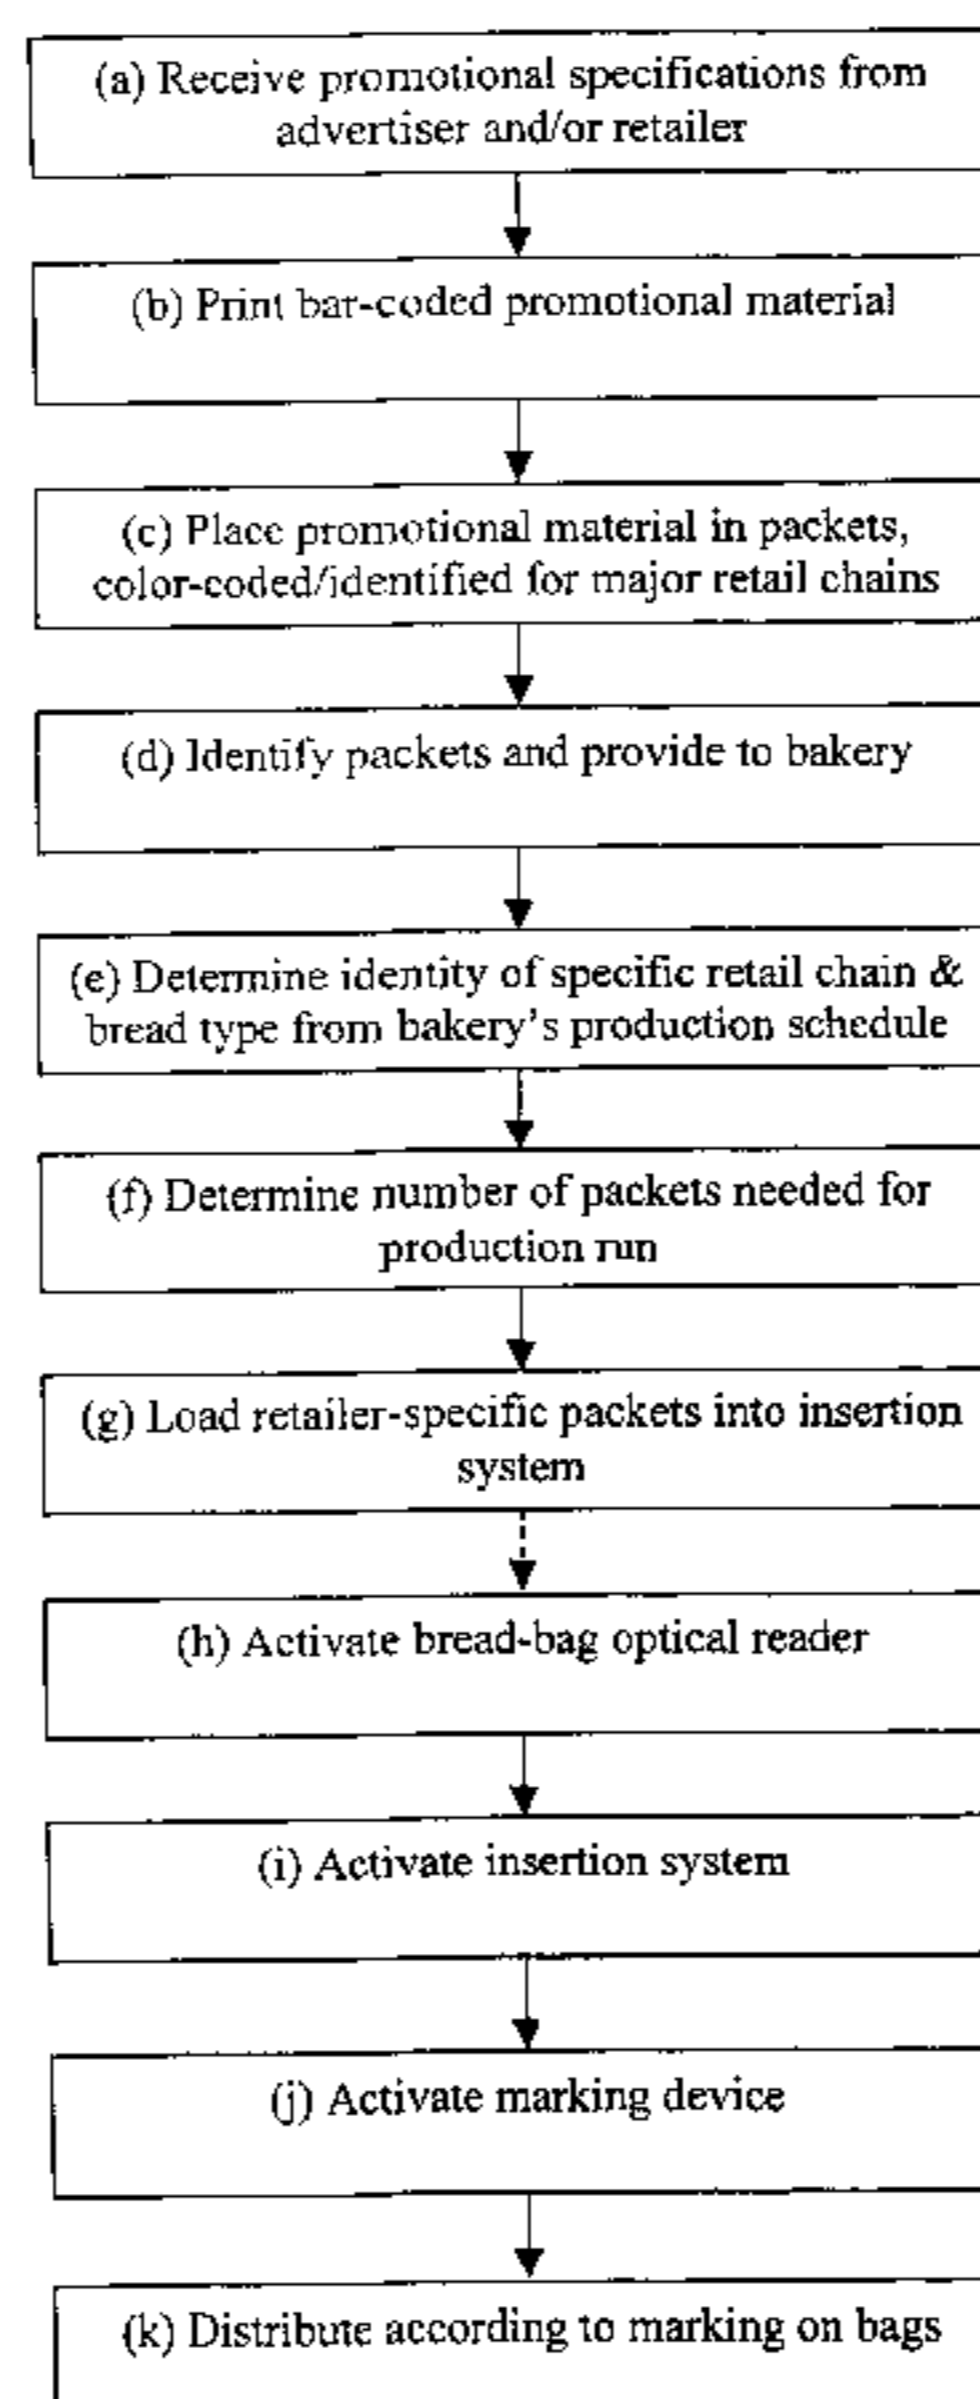 (a) Receive promotional specifications from
advertiser and/or retailer
(b) Print bar-coded promotional material
(c) Place promotional material in packets,
color-coded/identified for major retail chains
(d) Identify packets and provide to bakery
(e) Determine identity of specific retail chain &
bread type from bakery's production schedule
(f) Determine number of packets needed for
production run
(g) Load retailer-specific packets into insertion
system
(h) Activate bread-bag optical reader
(i) Activate insertion system
(j) Activate marking device
(k) Distribute according to marking on bags